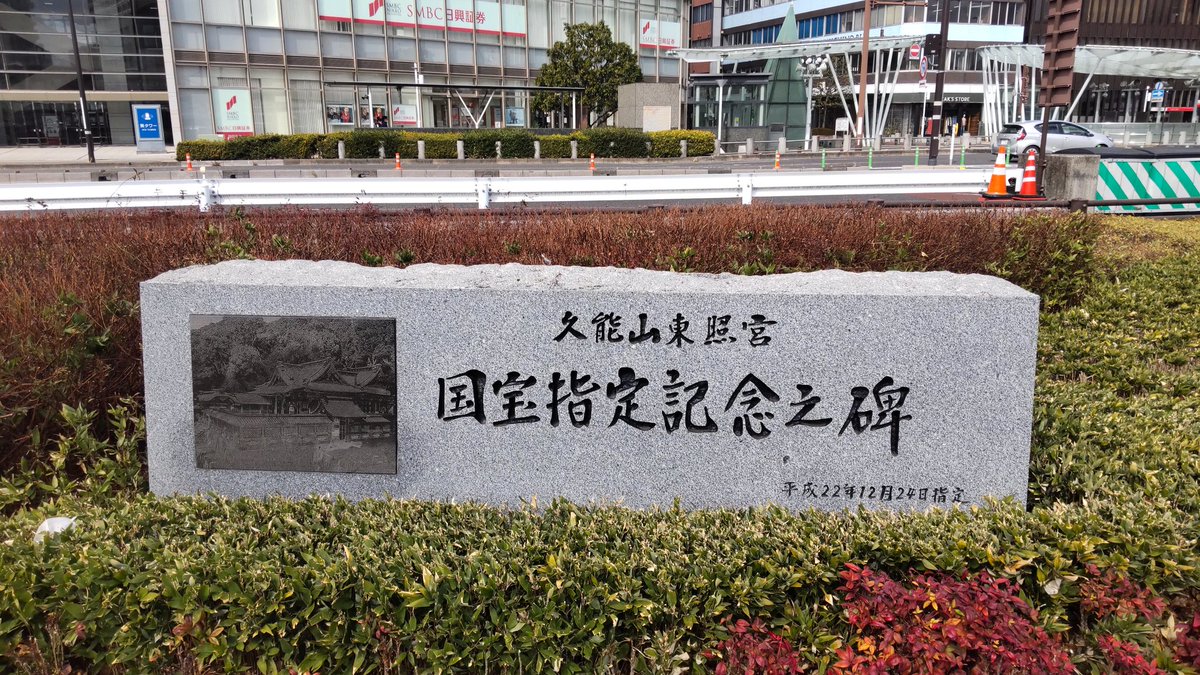 SMBC日興証券
久能山東照宮
国宝指定記念之碑
平成22年12月24日指定